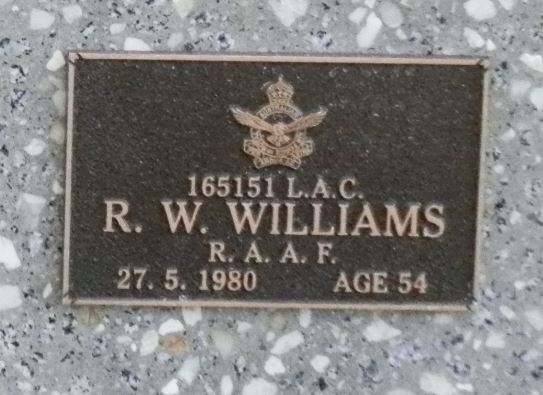 165151 L.A.C.
R. W. WILLIAMS
R. A. A. F.
27. 5. 1980 AGE 54